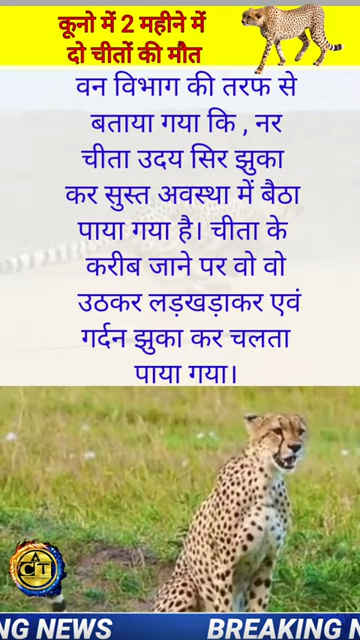 कूनो में 2 महीने में
दो चीतों की मौत
वन विभाग की तरफ से
बताया गया कि , नर
चीता उदय सिर झुका
कर सुस्त अवस्था में बैठा
पाया गया है। चीता के
करीब जाने पर वो वो
उठकर लड़खड़ाकर एवं
गर्दन झुका कर चलता
पाया गया।
ACT
NG NEWS BREAKING N